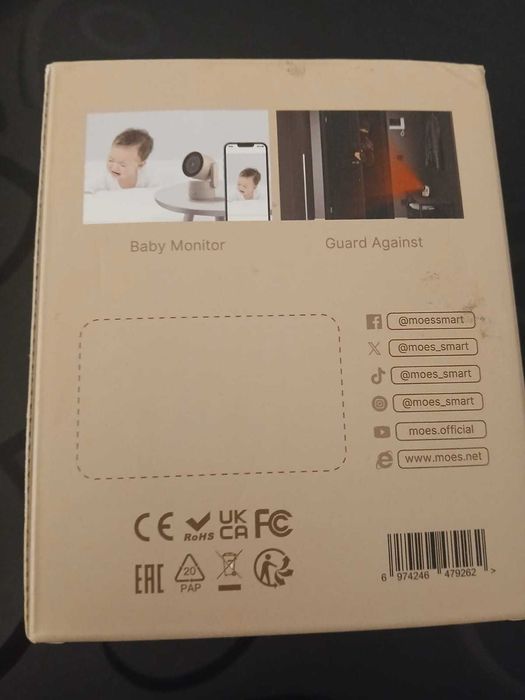 Baby Monitor
Guard Against
@moessmart
@moes_smart
@moes_smart
@moes_smart
moes.official
www.moes.net
CE RoHS UK CA FC
EAC 20 PAP
6 974246 479262 >